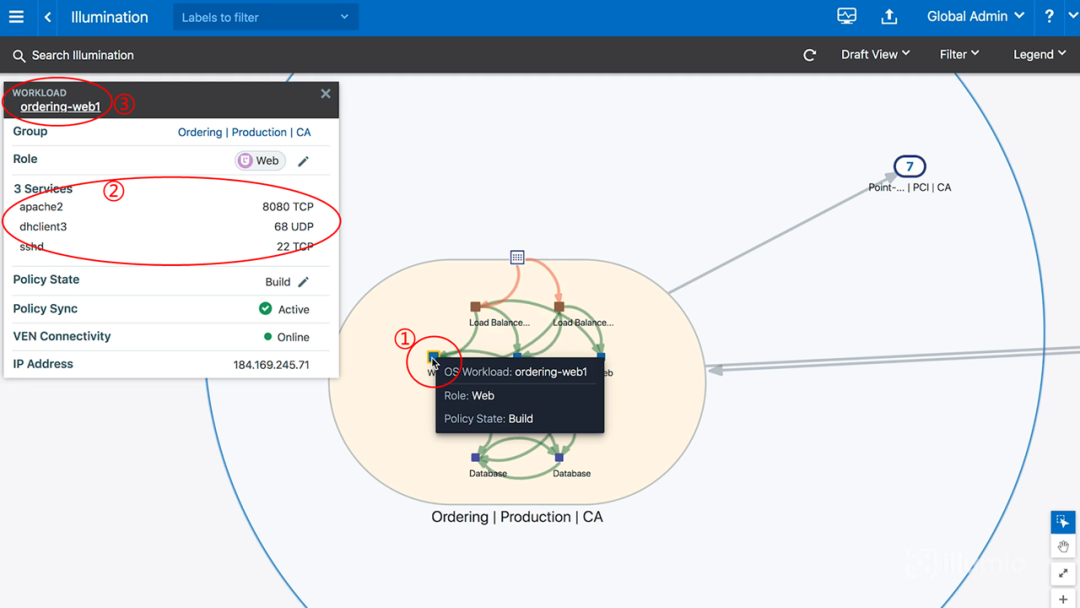 Illumination
Labels to filter
Global Admin
?
Search Illumination
Draft View
Filter
Legend
WORKLOAD
ordering-web1
③
Group
Ordering | Production | CA
Role
Web
3 Services
②
apache2
8080 TCP
dhclient3
68 UDP
sshd
22 TCP
Policy State
Build
Policy Sync
Active
VEN Connectivity
Online
IP Address
184.169.245.71
7
Point-... | PCI | CA
Load Balance...
Load Balance...
①
OS Workload: ordering-web1
Role: Web
Policy State: Build
Database
Database
Ordering | Production | CA
illumio